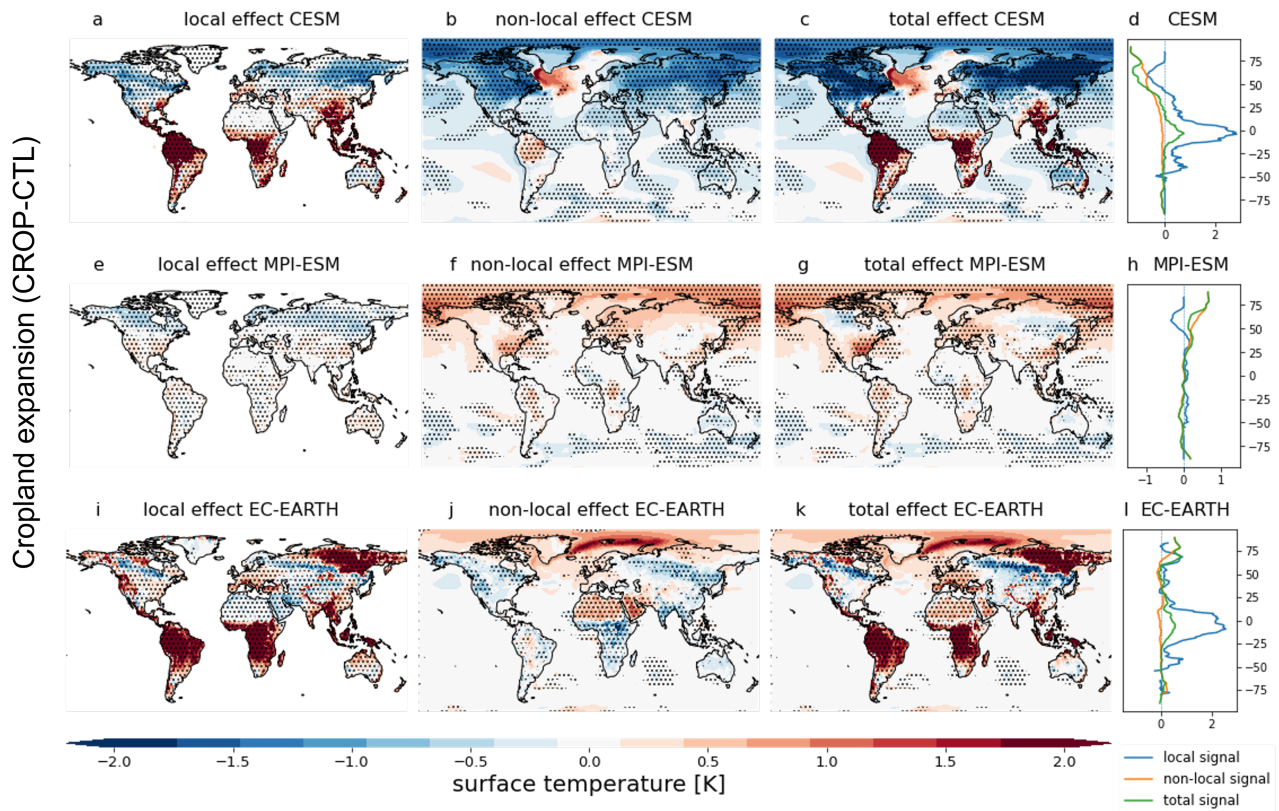 a local effect CESM
b non-local effect CESM
c total effect CESM
d CESM
75
50
25
0
−25
−50
−75
0 2
Cropland expansion (CROP-CTL)
e local effect MPI-ESM
f non-local effect MPI-ESM
g total effect MPI-ESM
h MPI-ESM
75
50
25
0
−25
−50
−75
−1 0 1
i local effect EC-EARTH
j non-local effect EC-EARTH
k total effect EC-EARTH
l EC-EARTH
75
50
25
0
−25
−50
−75
0 2
−2.0 −1.5 −1.0 −0.5 0.0 0.5 1.0 1.5 2.0
surface temperature [K]
local signal
non-local signal
total signal